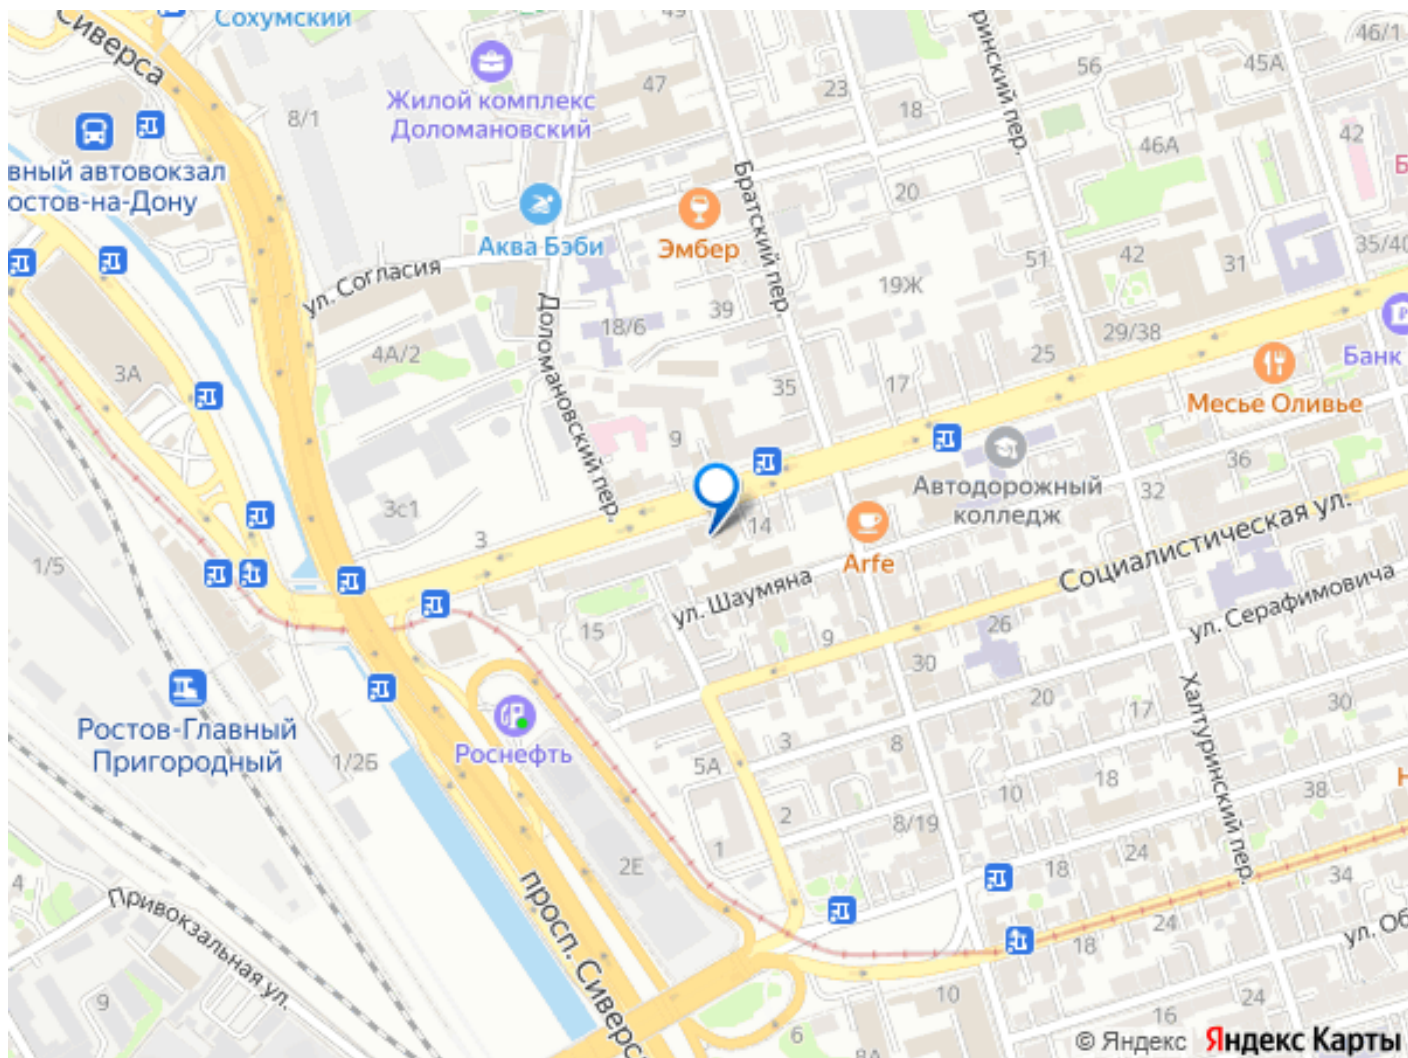 Сохумский
49
46/1
Сиверса
56
45А
47
23
Жилой комплекс
Доломановский
8/1
18
42
46А
вный автовокзал
остов-на-Дону
Братский пер.
ринский пер.
20
Аква Бэби
Эмбер
35/40
51
42
31
ул. Согласия
19Ж
39
18/6
29/38
4А/2
Доломановский пер.
25
Банк
3А
35
17
Месье Оливье
9
36
Автодорожный
колледж
32
3с1
14
3
Arfe
Социалистическая ул.
1/5
ул. Шаумяна
ул. Серафимовича
15
9
26
30
20
Халтуринский пер.
30
17
Ростов-Главный
Пригородный
Роснефть
1/2Б
3
8
5А
18
10
38
2
8/19
1
2Е
24
18
34
4
Привокзальная ул.
просп. Сиверса
24
18
ул. Об
10
24
9
16
6
8А
© Яндекс Яндекс Карты